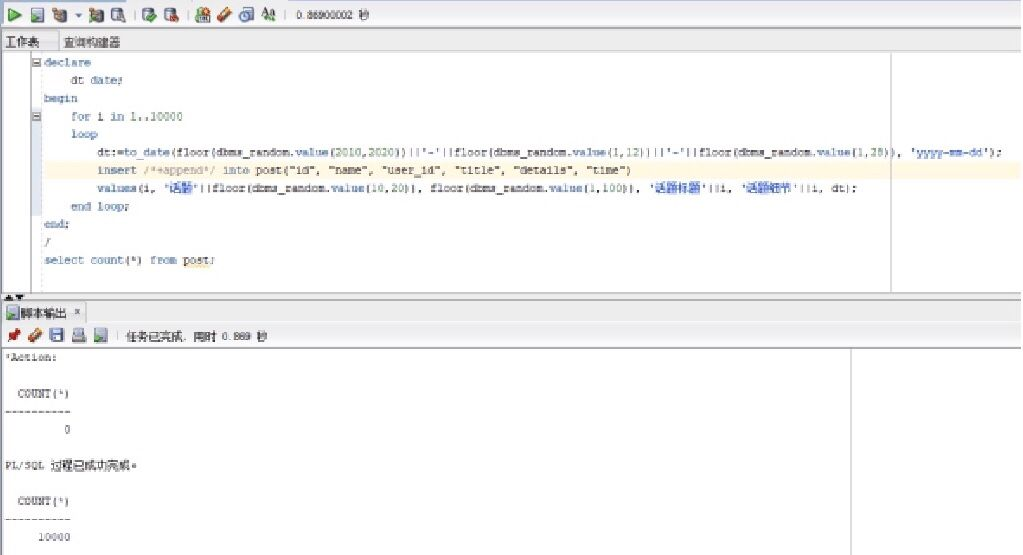 0.86900002 秒
工作表 查询构建器
declare
dt date;
begin
for i in 1..10000
loop
dt:=to_date(floor(dbms_random.value(2010,2020))||'-'||floor(dbms_random.value(1,12))||'-'||floor(dbms_random.value(1,28)), 'yyyy-mm-dd');
insert /*+append*/ into post("id", "name", "user_id", "title", "details", "time")
values(i, '话题'||floor(dbms_random.value(10,20)), floor(dbms_random.value(1,100)), '话题标题'||i, '话题细节'||i, dt);
end loop;
end;
/
select count(*) from post;
脚本输出 ×
任务已完成, 用时 0.869 秒
*Action:
COUNT(*)
----------
0
PL/SQL 过程已成功完成。
COUNT(*)
----------
10000